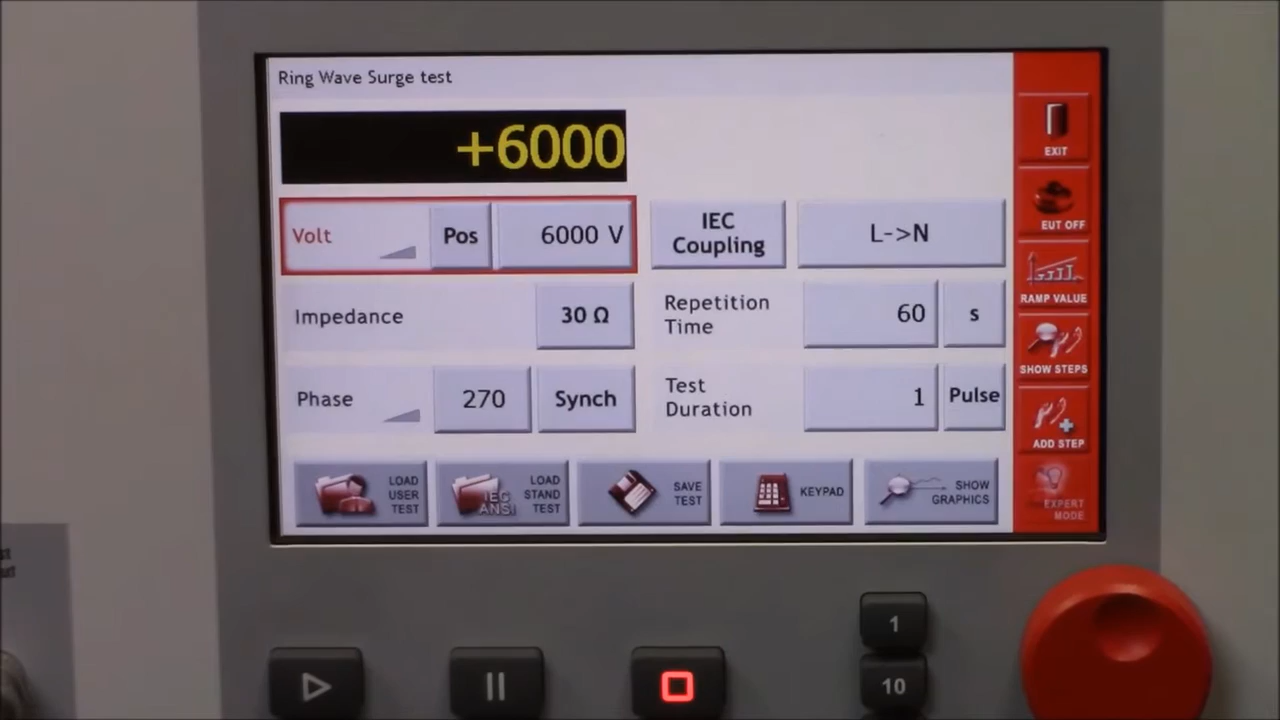 Ring Wave Surge test
+6000
Volt
Pos
6000 V
IEC
Coupling
L->N
Impedance
30 Ω
Repetition
Time
60
s
Phase
270
Synch
Test
Duration
1
Pulse
LOAD
USER
TEST
IEC
ANSI
LOAD
STAND
TEST
SAVE
TEST
KEYPAD
SHOW
GRAPHICS
EXIT
EUT OFF
RAMP VALUE
SHOW STEPS
ADD STEP
EXPERT
MODE
1
10